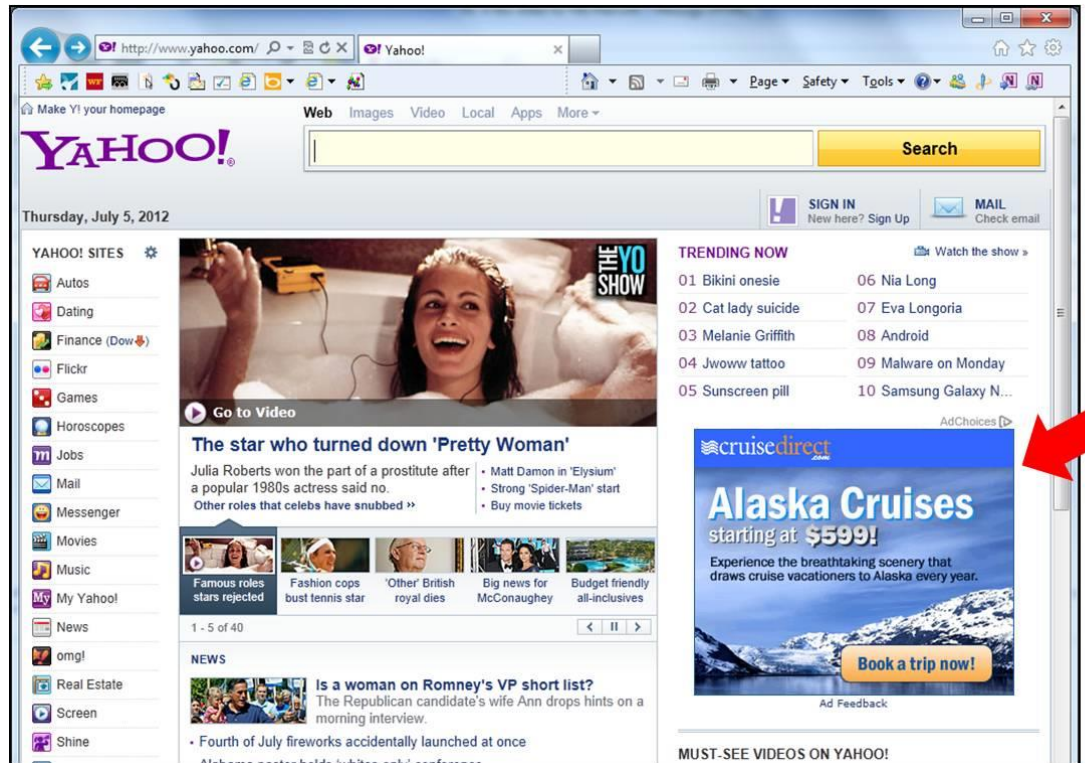 http://www.yahoo.com/
Yahoo!
Page
Safety
Tools
Make Y! your homepage
YAHOO!
Web Images Video Local Apps More
Search
Thursday, July 5, 2012
SIGN IN
New here? Sign Up
MAIL
Check email
YAHOO! SITES
Autos
Dating
Finance (Dow)
Flickr
Games
Horoscopes
Jobs
Mail
Messenger
Movies
Music
My Yahoo!
News
omg!
Real Estate
Screen
Shine
THE YO SHOW
Go to Video
The star who turned down 'Pretty Woman'
Julia Roberts won the part of a prostitute after
a popular 1980s actress said no.
Other roles that celebs have snubbed »
• Matt Damon in 'Elysium'
• Strong 'Spider-Man' start
• Buy movie tickets
Famous roles
stars rejected
Fashion cops
bust tennis star
'Other' British
royal dies
Big news for
McConaughey
Budget friendly
all-inclusives
1 - 5 of 40
NEWS
Is a woman on Romney's VP short list?
The Republican candidate's wife Ann drops hints on a
morning interview.
• Fourth of July fireworks accidentally launched at once
TRENDING NOW
Watch the show »
01 Bikini onesie
02 Cat lady suicide
03 Melanie Griffith
04 Jwoww tattoo
05 Sunscreen pill
06 Nia Long
07 Eva Longoria
08 Android
09 Malware on Monday
10 Samsung Galaxy N...
AdChoices
cruisedirect.com
Alaska Cruises
starting at $599!
Experience the breathtaking scenery that
draws cruise vacationers to Alaska every year.
Book a trip now!
Ad Feedback
MUST-SEE VIDEOS ON YAHOO!